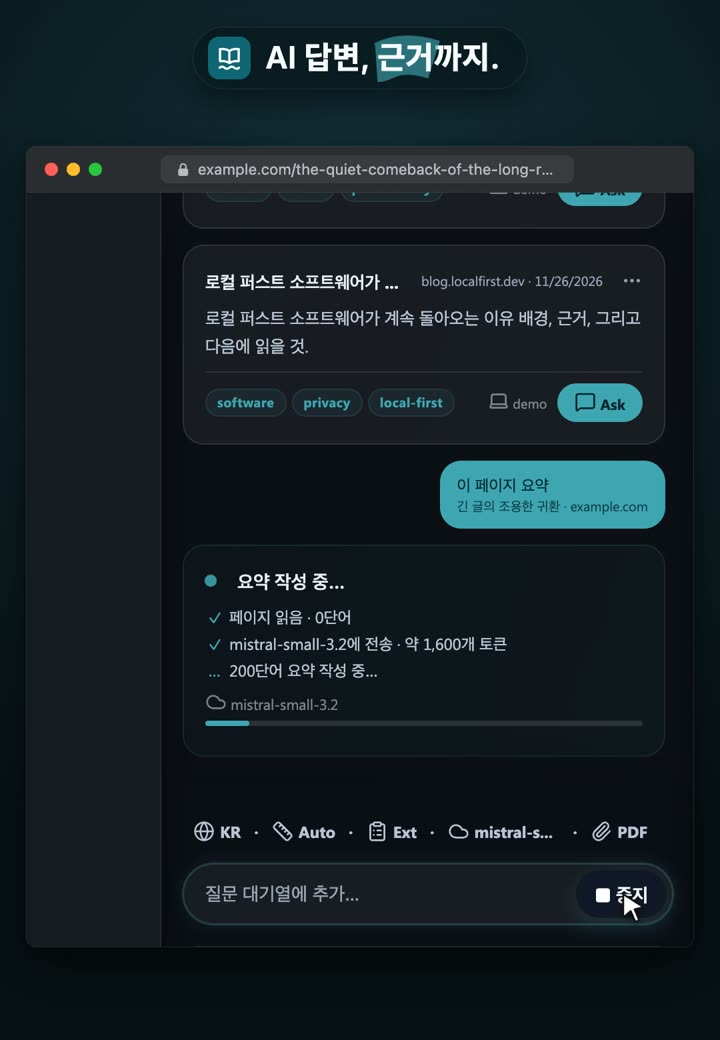 AI 답변, 근거까지.
example.com/the-quiet-comeback-of-the-long-r...
demo
Ask
로컬 퍼스트 소프트웨어가 ... blog.localfirst.dev · 11/26/2026 ···
로컬 퍼스트 소프트웨어가 계속 돌아오는 이유 배경, 근거, 그리고
다음에 읽을 것.
software privacy local-first demo Ask
이 페이지 요약
긴 글의 조용한 귀환 · example.com
요약 작성 중...
✓ 페이지 읽음 · 0단어
✓ mistral-small-3.2에 전송 · 약 1,600개 토큰
... 200단어 요약 작성 중...
mistral-small-3.2
KR · Auto · Ext · mistral-s... · PDF
질문 대기열에 추가... 중지